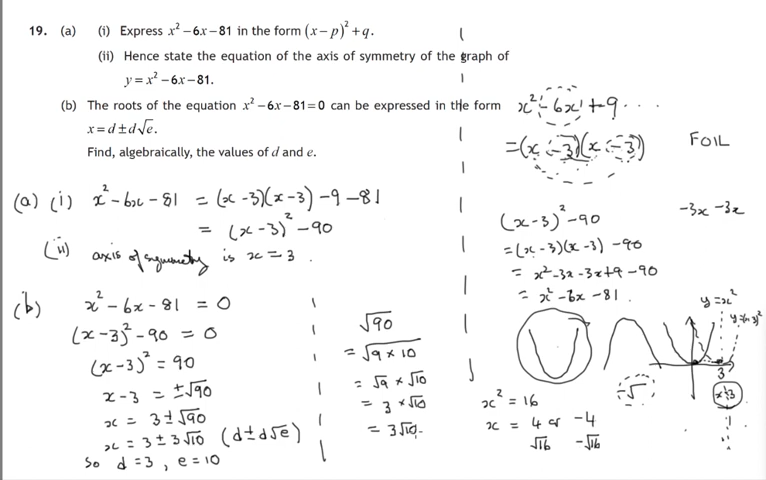 19. (a) (i) Express x² – 6x – 81 in the form (x – p)² + q.
(ii) Hence state the equation of the axis of symmetry of the graph of
y = x² – 6x – 81.
(b) The roots of the equation x² – 6x – 81 = 0 can be expressed in the form
x = d ± d√e.
Find, algebraically, the values of d and e.
(a) (i) x² - 6x - 81 = (x - 3)(x - 3) - 9 - 81
= (x - 3)² - 90
(ii) axis of symmetry is x = 3.
(b) x² - 6x - 81 = 0
(x - 3)² - 90 = 0
(x - 3)² = 90
x - 3 = ±√90
x = 3 ± √90
x = 3 ± 3√10 (d ± d√e)
So d = 3, e = 10
√90
= √9 × 10
= √9 × √10
= 3 × √10
= 3√10.
x² - 6x + 9 . . .
= (x - 3)(x - 3)
FOIL
-3x -3x
(x - 3)² - 90
= (x - 3)(x - 3) - 90
= x² - 3x - 3x + 9 - 90
= x² - 6x - 81.
y = x²
y = (x-3)²
3
x = 3
-√
x² = 16
x = 4 or -4
√16 -√16